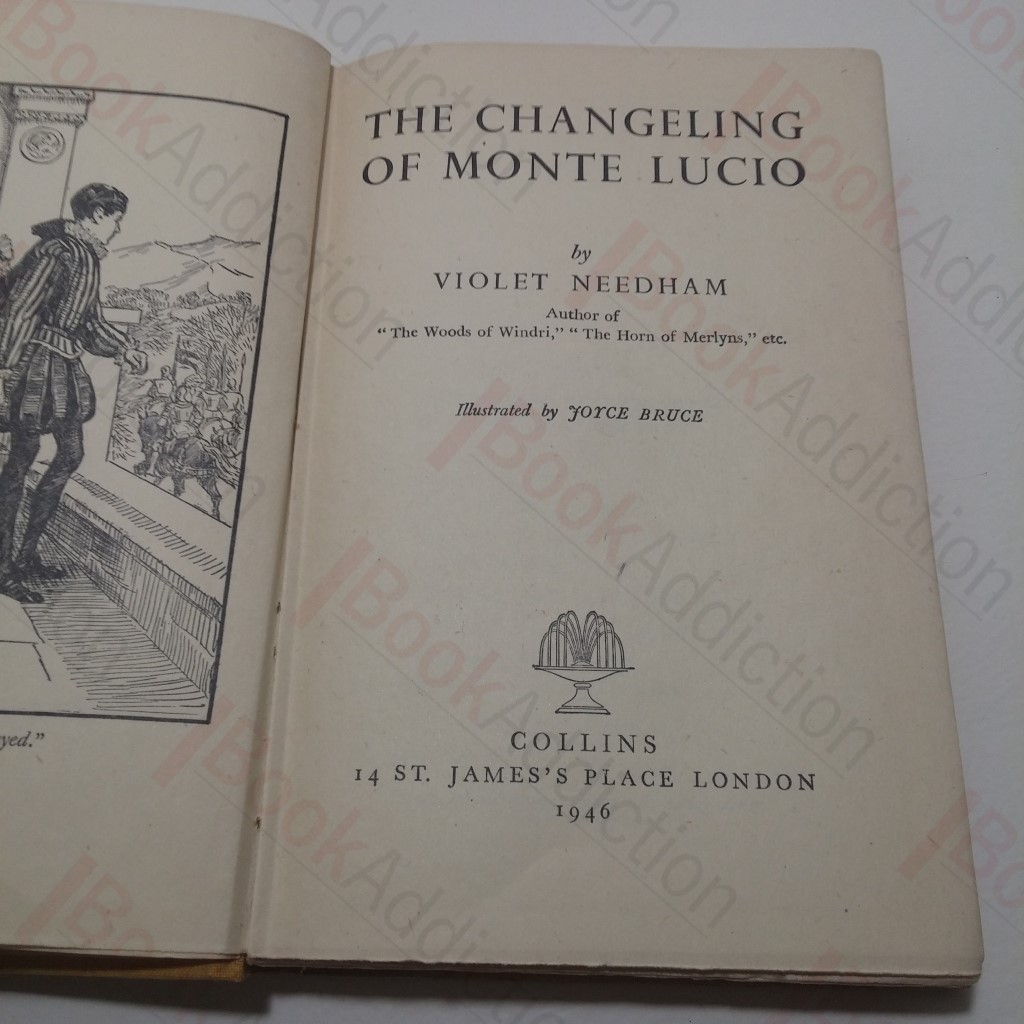 THE CHANGELING
OF MONTE LUCIO
by
VIOLET NEEDHAM
Author of
“The Woods of Windri,” “The Horn of Merlyns,” etc.
Illustrated by JOYCE BRUCE
COLLINS
14 ST. JAMES’S PLACE LONDON
1946
BookAddiction